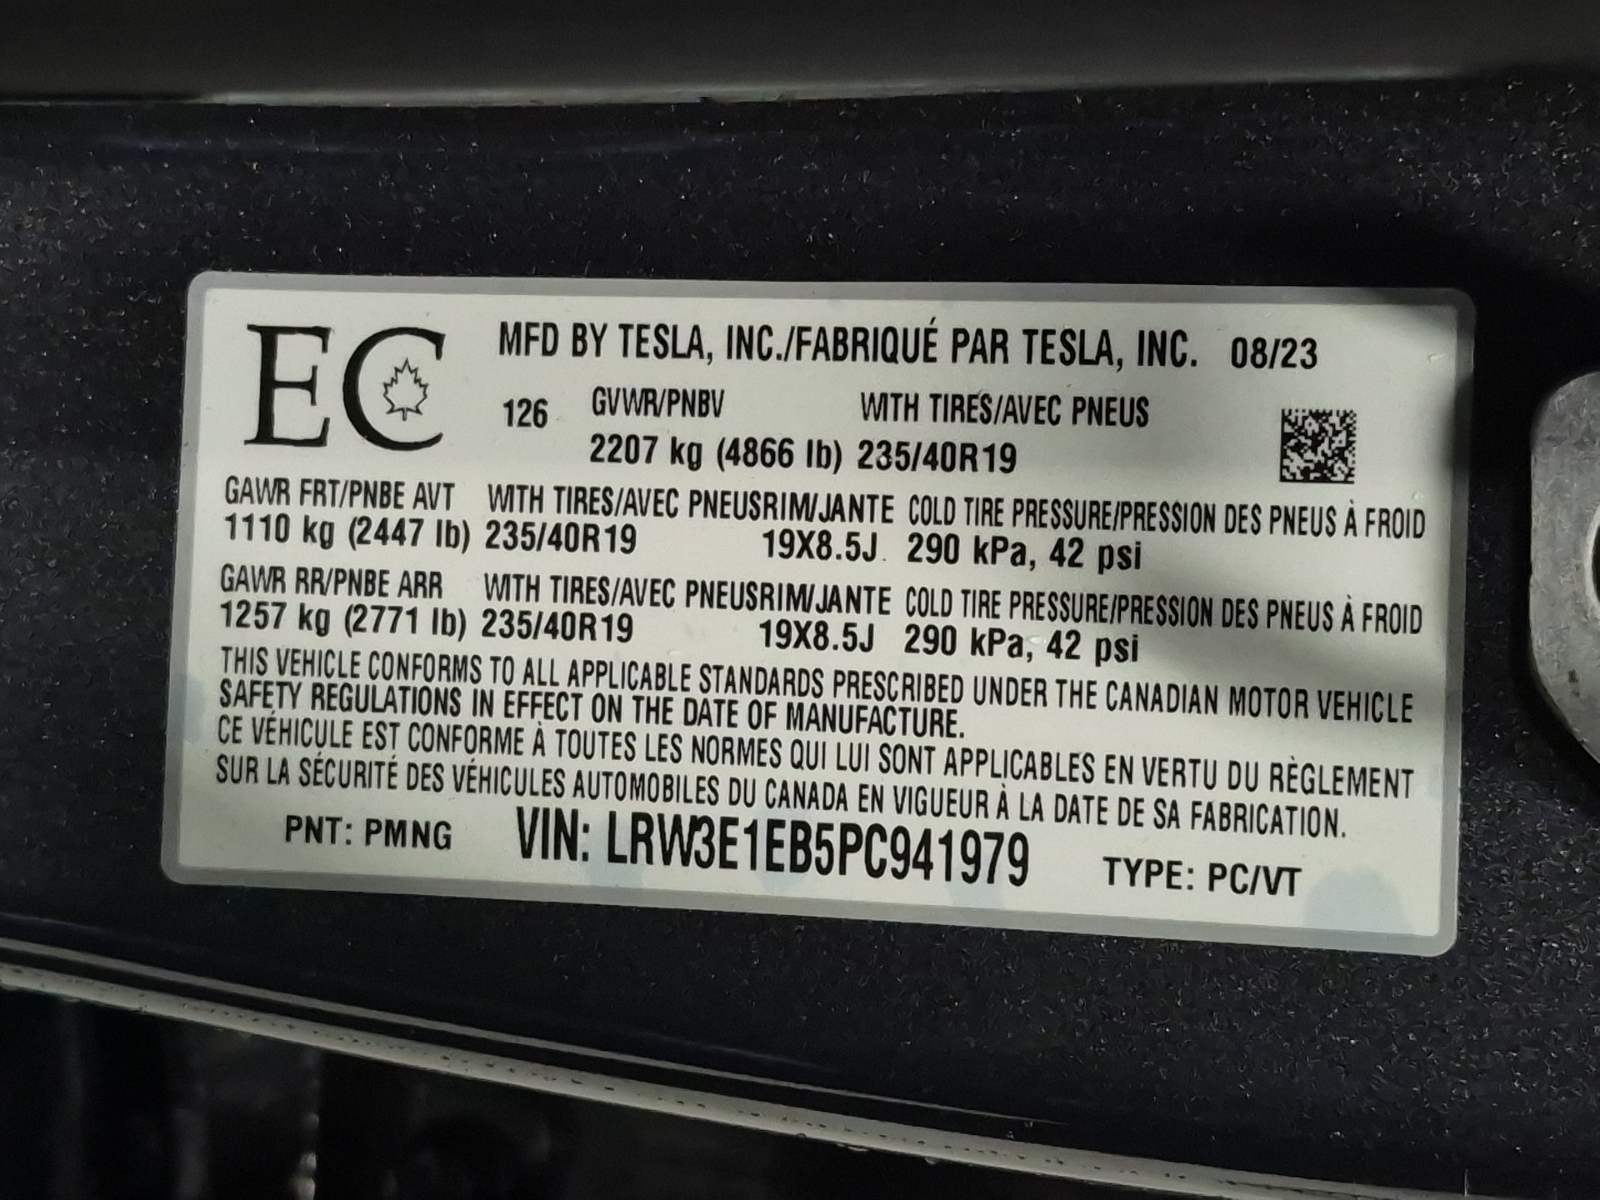 EC MFD BY TESLA, INC./FABRIQUÉ PAR TESLA, INC. 08/23
126 GVWR/PNBV WITH TIRES/AVEC PNEUS
2207 kg (4866 lb) 235/40R19
GAWR FRT/PNBE AVT WITH TIRES/AVEC PNEUSRIM/JANTE COLD TIRE PRESSURE/PRESSION DES PNEUS À FROID
1110 kg (2447 lb) 235/40R19 19X8.5J 290 kPa, 42 psi
GAWR RR/PNBE ARR WITH TIRES/AVEC PNEUSRIM/JANTE COLD TIRE PRESSURE/PRESSION DES PNEUS À FROID
1257 kg (2771 lb) 235/40R19 19X8.5J 290 kPa, 42 psi
THIS VEHICLE CONFORMS TO ALL APPLICABLE STANDARDS PRESCRIBED UNDER THE CANADIAN MOTOR VEHICLE
SAFETY REGULATIONS IN EFFECT ON THE DATE OF MANUFACTURE.
CE VÉHICULE EST CONFORME À TOUTES LES NORMES QUI LUI SONT APPLICABLES EN VERTU DU RÈGLEMENT
SUR LA SÉCURITÉ DES VÉHICULES AUTOMOBILES DU CANADA EN VIGUEUR À LA DATE DE SA FABRICATION.
PNT: PMNG VIN: LRW3E1EB5PC941979 TYPE: PC/VT